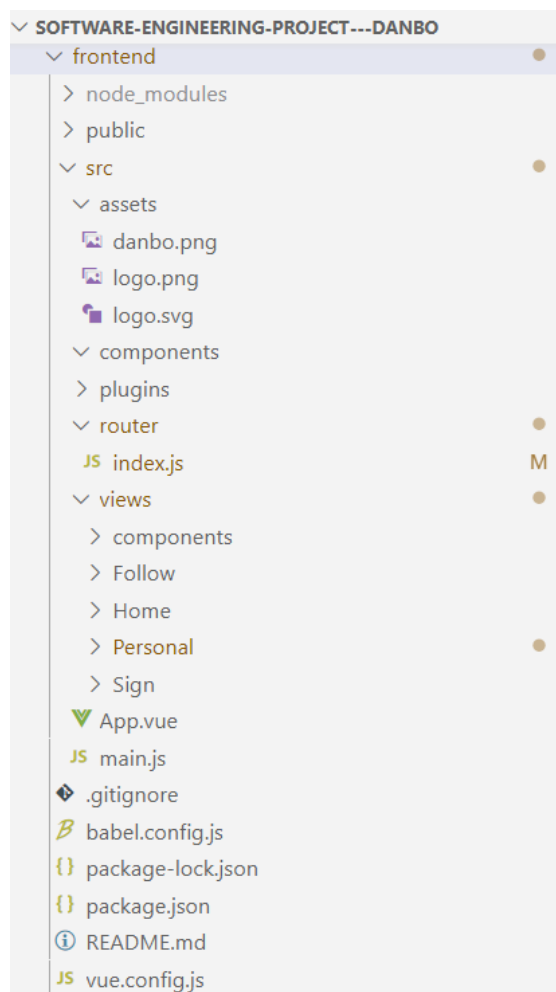 SOFTWARE-ENGINEERING-PROJECT---DANBO
frontend
node_modules
public
src
assets
danbo.png
logo.png
logo.svg
components
plugins
router
JS index.js M
views
components
Follow
Home
Personal
Sign
App.vue
JS main.js
.gitignore
babel.config.js
{} package-lock.json
{} package.json
README.md
JS vue.config.js